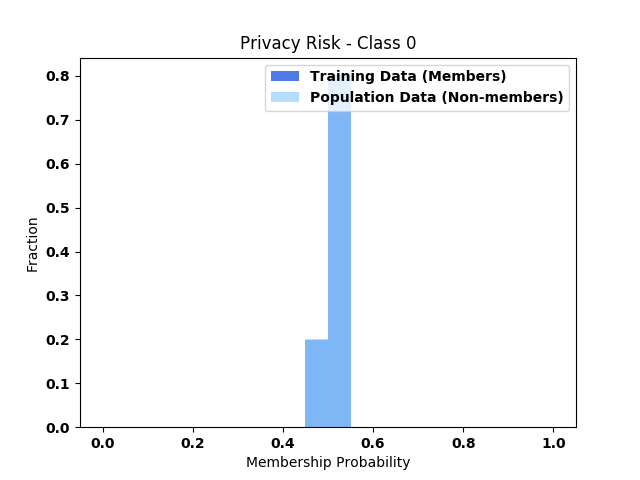 Privacy Risk - Class 0
Training Data (Members)
Population Data (Non-members)
Fraction
0.8
0.7
0.6
0.5
0.4
0.3
0.2
0.1
0.0
0.0 0.2 0.4 0.6 0.8 1.0
Membership Probability